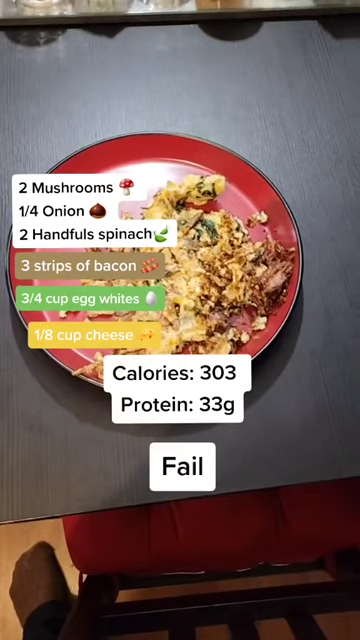 2 Mushrooms 🍄
1/4 Onion 🌰
2 Handfuls spinach🍃
3 strips of bacon 🥓
3/4 cup egg whites 🥚
1/8 cup cheese 🧀
Calories: 303
Protein: 33g
Fail